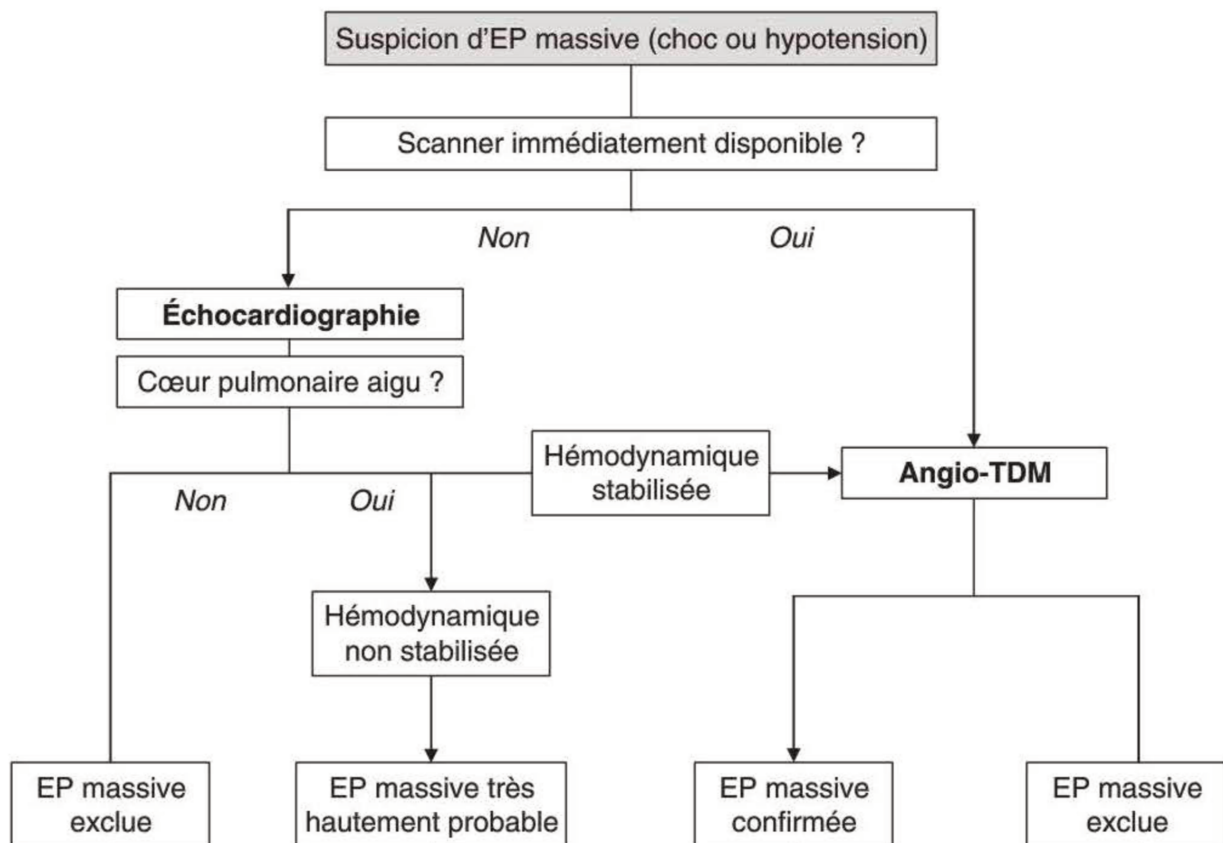 Suspicion d'EP massive (choc ou hypotension)
Scanner immédiatement disponible ?
Non
Oui
Échocardiographie
Cœur pulmonaire aigu ?
Non
Oui
Hémodynamique
stabilisée
Angio-TDM
Hémodynamique
non stabilisée
EP massive
exclue
EP massive très
hautement probable
EP massive
confirmée
EP massive
exclue